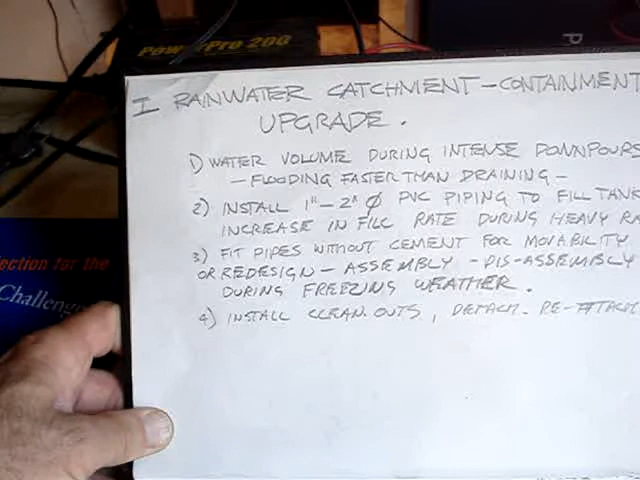 PowerPro 200
P
I RAINWATER CATCHMENT-CONTAINMENT
UPGRADE.
1) WATER VOLUME DURING INTENSE DOWNPOURS
- FLOODING FASTER THAN DRAINING -
2) INSTALL 1" - 2" Ø PVC PIPING TO FILL TANK
INCREASE IN FILL RATE DURING HEAVY RA
3) FIT PIPES WITHOUT CEMENT FOR MOVABILITY
OR REDESIGN - ASSEMBLY - DIS-ASSEMBLY
DURING FREEZING WEATHER.
4) INSTALL CLEAN OUTS, DETACH - RE-ATTACH
ection for the
Challenge